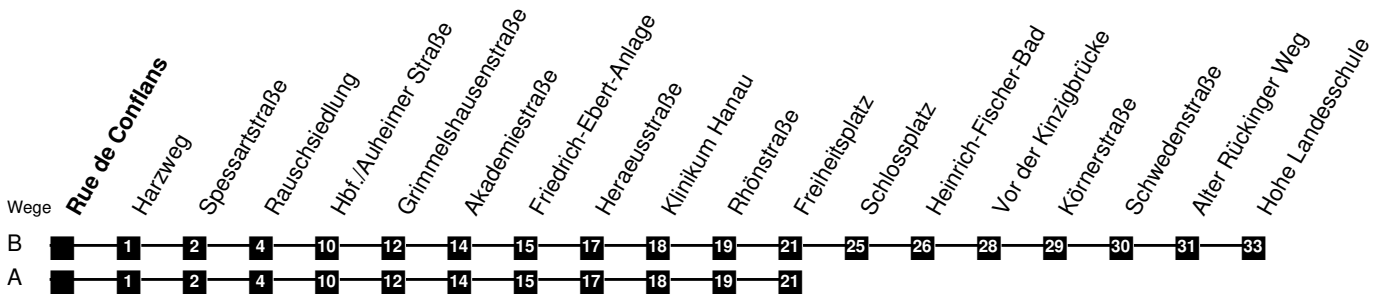 Rue de Conflans
Harzweg
Spessartstraße
Rauschsiedlung
Hbf./Auheimer Straße
Grimmelshausenstraße
Akademiestraße
Friedrich-Ebert-Anlage
Heraeusstraße
Klinikum Hanau
Rhönstraße
Freiheitsplatz
Schlossplatz
Heinrich-Fischer-Bad
Vor der Kinzigbrücke
Körnerstraße
Schwedenstraße
Alter Rückinger Weg
Hohe Landesschule
Wege
B 1 2 4 10 12 14 15 17 18 19 21 25 26 28 29 30 31 33
A 1 2 4 10 12 14 15 17 18 19 21